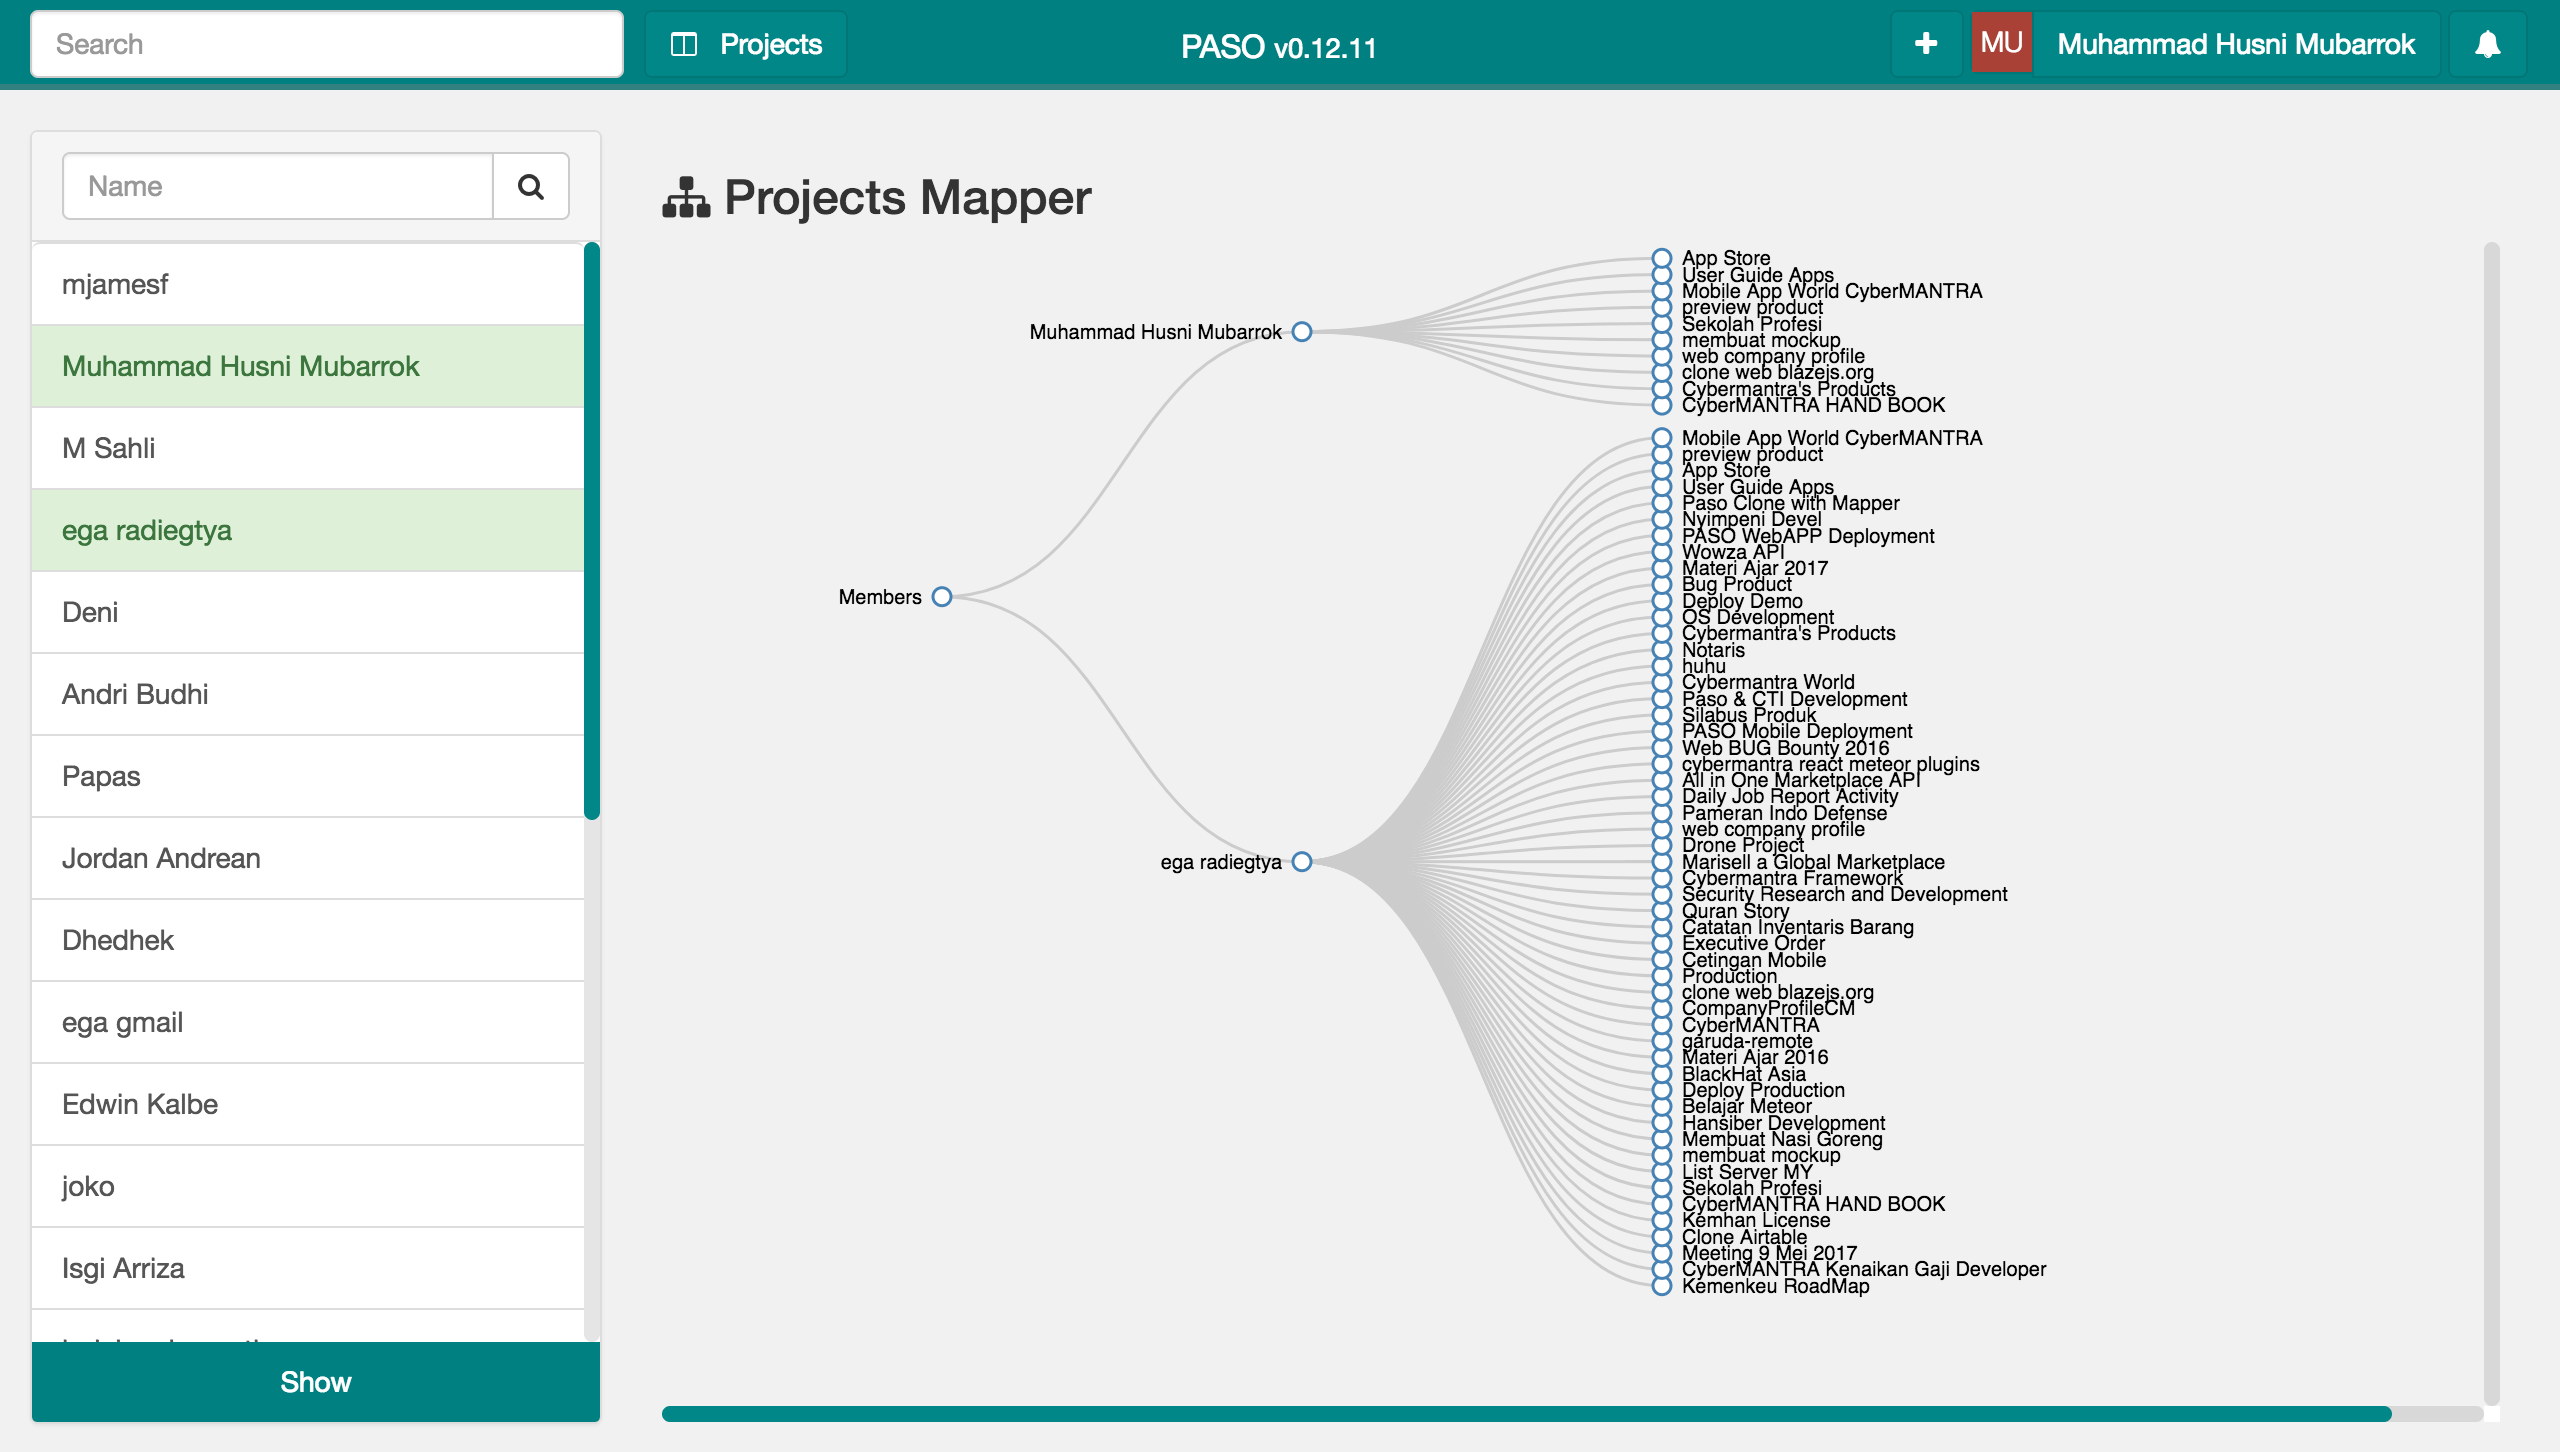 Search
Projects
PASO v0.12.11
MU
Muhammad Husni Mubarrok
Name
mjamesf
Muhammad Husni Mubarrok
M Sahli
ega radiegtya
Deni
Andri Budhi
Papas
Jordan Andrean
Dhedhek
ega gmail
Edwin Kalbe
joko
Isgi Arriza
Show
Projects Mapper
Members
Muhammad Husni Mubarrok
App Store
User Guide Apps
Mobile App World CyberMANTRA
preview product
Sekolah Profesi
membuat mockup
web company profile
clone web blazejs.org
Cybermantra's Products
CyberMANTRA HAND BOOK
ega radiegtya
Mobile App World CyberMANTRA
preview product
App Store
User Guide Apps
Paso Clone with Mapper
Nyimpeni Devel
PASO WebAPP Deployment
Wowza API
Materi Ajar 2017
Bug Product
Deploy Demo
OS Development
Cybermantra's Products
Notaris
huhu
Cybermantra World
Paso & CTI Development
Silabus Produk
PASO Mobile Deployment
Web BUG Bounty 2016
cybermantra react meteor plugins
All in One Marketplace API
Daily Job Report Activity
Pameran Indo Defense
web company profile
Drone Project
Marisell a Global Marketplace
Cybermantra Framework
Security Research and Development
Quran Story
Catatan Inventaris Barang
Executive Order
Cetingan Mobile
Production
clone web blazejs.org
CompanyProfileCM
CyberMANTRA
garuda-remote
Materi Ajar 2016
BlackHat Asia
Deploy Production
Belajar Meteor
Hansiber Development
Membuat Nasi Goreng
membuat mockup
List Server MY
Sekolah Profesi
CyberMANTRA HAND BOOK
Kemhan License
Clone Airtable
Meeting 9 Mei 2017
CyberMANTRA Kenaikan Gaji Developer
Kemenkeu RoadMap